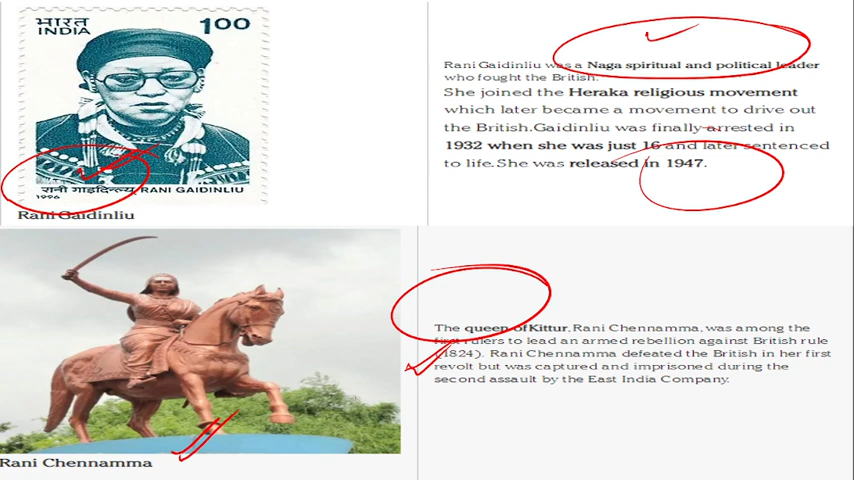 भारत
INDIA
1.00
रानी गाइदिन्ल्यू RANI GAIDINLIU
1996
Rani Gaidinliu
Rani Gaidinliu was a Naga spiritual and political leader
who fought the British.
She joined the Heraka religious movement
which later became a movement to drive out
the British.Gaidinliu was finally arrested in
1932 when she was just 16 and later sentenced
to life. She was released in 1947.
Rani Chennamma
The queen of Kittur, Rani Chennamma, was among the
first rulers to lead an armed rebellion against British rule
(1824). Rani Chennamma defeated the British in her first
revolt but was captured and imprisoned during the
second assault by the East India Company.